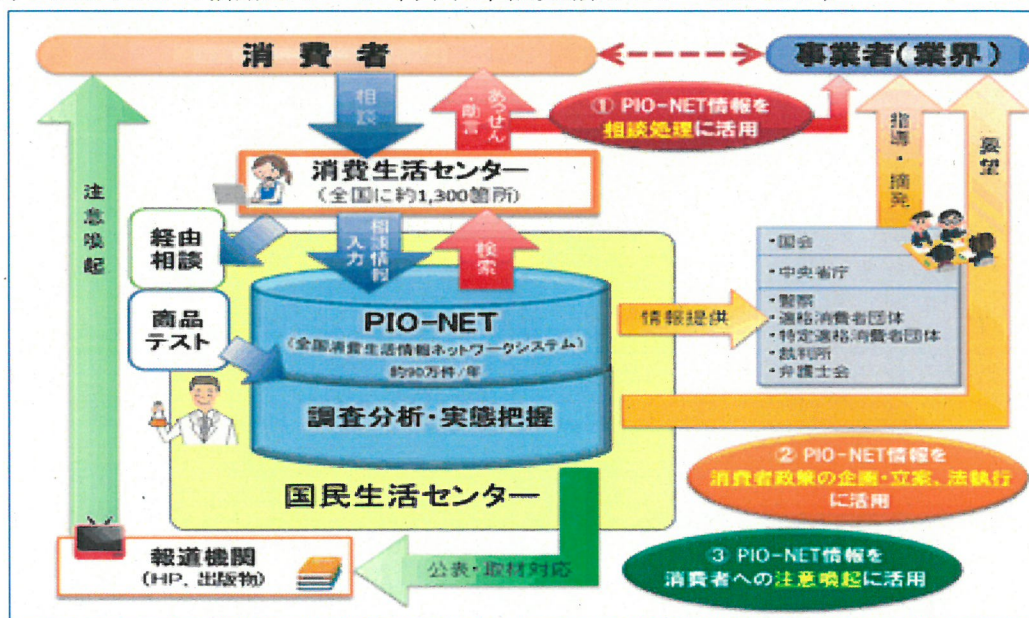 消費者
事業者(業界)
相談
あっせん
・助言
① PIO-NET情報を
相談処理に活用
指導・摘発
要望
消費生活センター
(全国に約1,300箇所)
注意喚起
経由
相談
相談情報
入力
検索
・国会
・中央省庁
・警察
・適格消費者団体
・特定適格消費者団体
・裁判所
・弁護士会
商品
テスト
PIO-NET
(全国消費生活情報ネットワークシステム)
約90万件/年
情報提供
調査分析・実態把握
国民生活センター
② PIO-NET情報を
消費者政策の企画・立案、法執行
に活用
報道機関
(HP、出版物)
公表・取材対応
③ PIO-NET情報を
消費者への注意喚起に活用